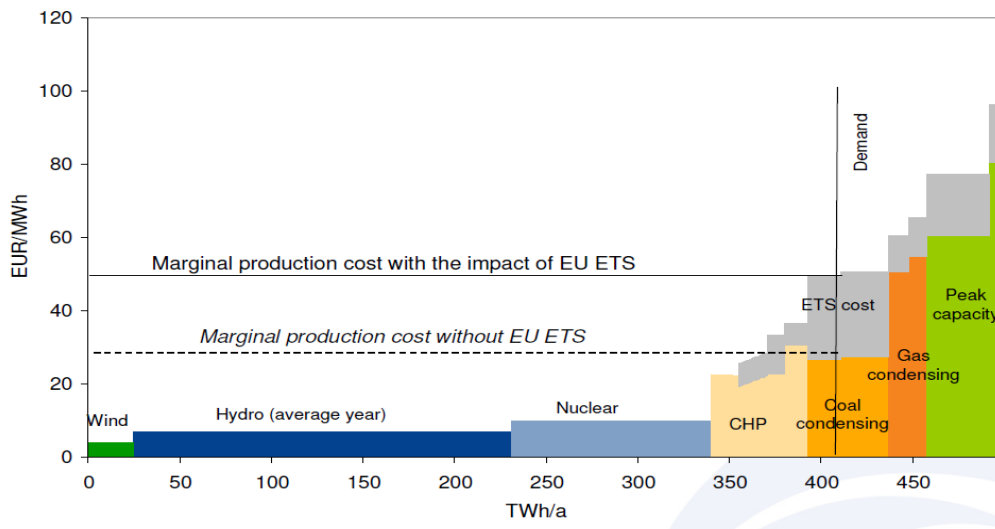 120
100
80
60
40
20
0
EUR/MWh
Demand
Marginal production cost with the impact of EU ETS
ETS cost
Marginal production cost without EU ETS
Peak
capacity
Gas
condensing
Coal
condensing
CHP
Nuclear
Hydro (average year)
Wind
0 50 100 150 200 250 300 350 400 450
TWh/a